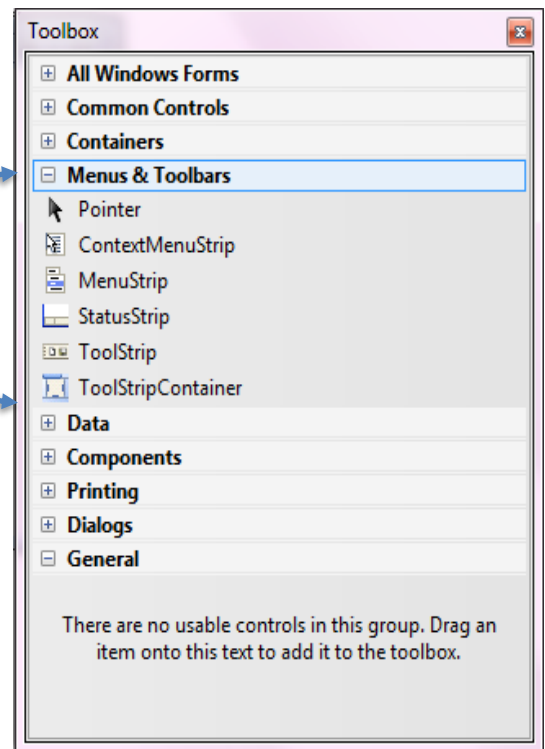 Toolbox
All Windows Forms
Common Controls
Containers
Menus & Toolbars
Pointer
ContextMenuStrip
MenuStrip
StatusStrip
ToolStrip
ToolStripContainer
Data
Components
Printing
Dialogs
General
There are no usable controls in this group. Drag an
item onto this text to add it to the toolbox.